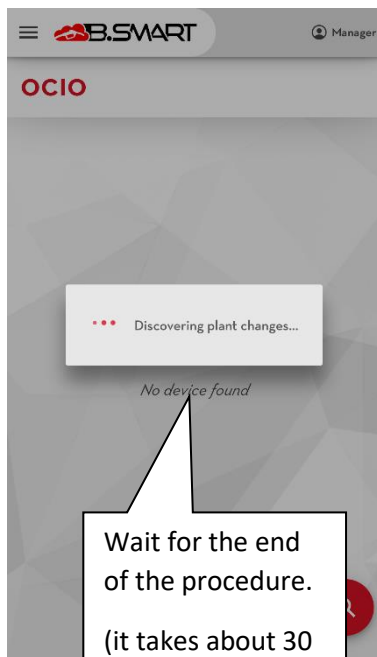 B.SMART
Manager
OCIO
Discovering plant changes...
No device found
Wait for the end
of the procedure.
(it takes about 30